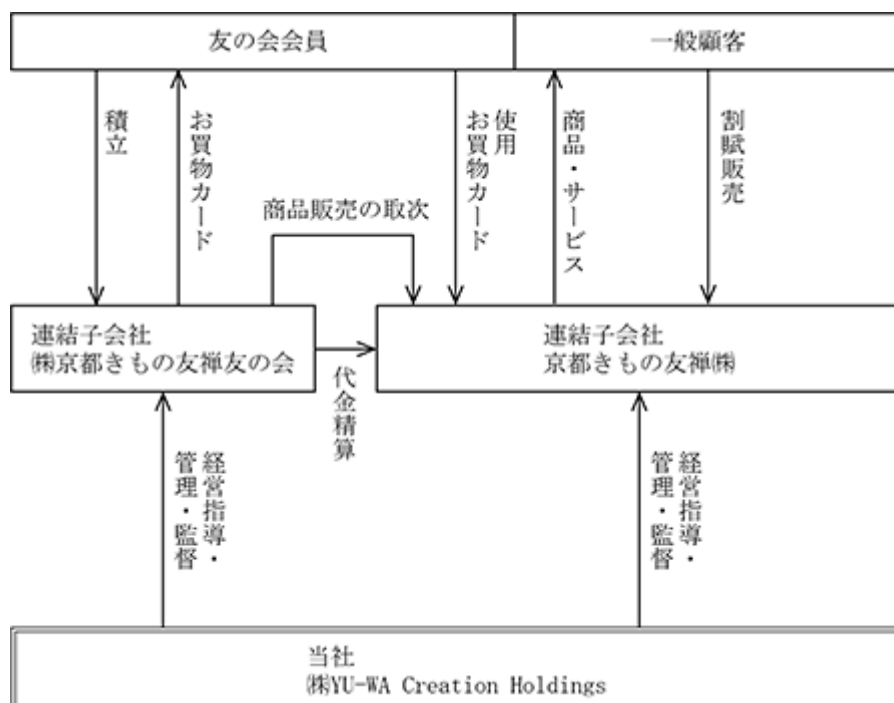 友の会会員
一般顧客
積立
お買物カード
お買物カード
使用
商品・サービス
割賦販売
商品販売の取次
連結子会社
㈱京都きもの友禅友の会
代金精算
連結子会社
京都きもの友禅㈱
経営指導・
管理・監督
経営指導・
管理・監督
当社
㈱YU-WA Creation Holdings